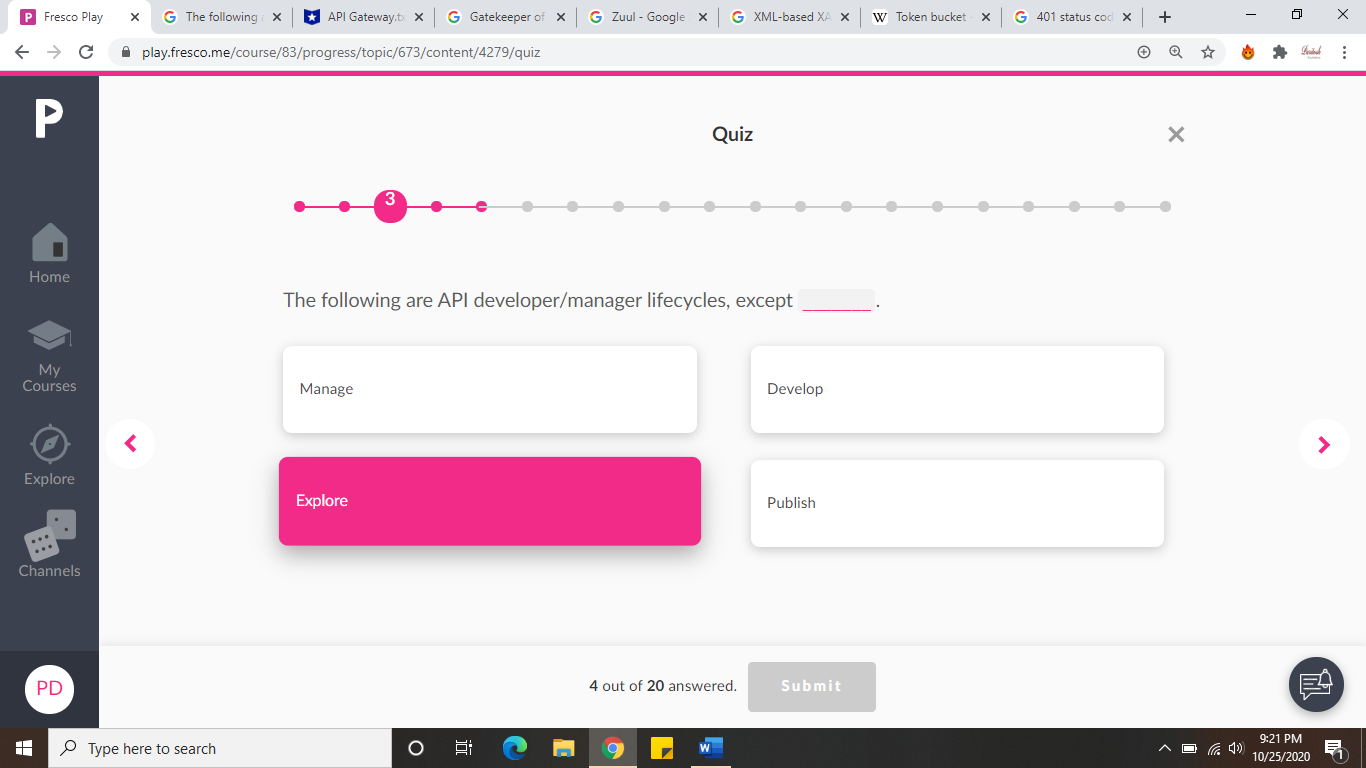 Fresco Play
The following
API Gateway.tx
Gatekeeper of
Zuul - Google
XML-based XA
Token bucket -
401 status cod
play.fresco.me/course/83/progress/topic/673/content/4279/quiz
Quiz
3
The following are API developer/manager lifecycles, except _______.
Manage
Develop
Explore
Publish
Home
My
Courses
Explore
Channels
PD
4 out of 20 answered.
Submit
Type here to search
9:21 PM
10/25/2020
1